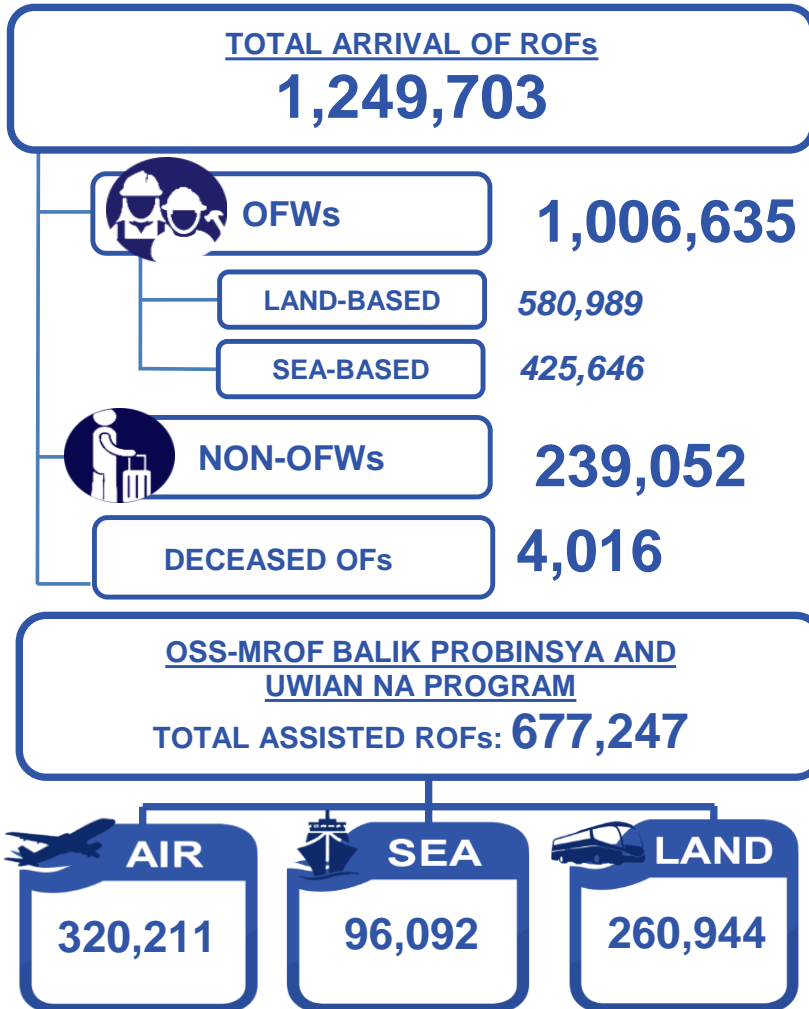 TOTAL ARRIVAL OF ROFs
1,249,703
OFWs
1,006,635
LAND-BASED
580,989
SEA-BASED
425,646
NON-OFWs
239,052
DECEASED OFs
4,016
OSS-MROF BALIK PROBINSYA AND
UWIAN NA PROGRAM
TOTAL ASSISTED ROFs: 677,247
AIR
320,211
SEA
96,092
LAND
260,944